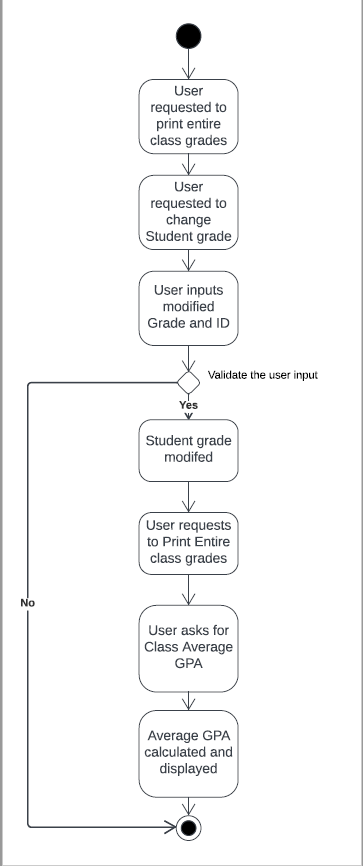 User
requested to
print entire
class grades
User
requested to
change
Student grade
User inputs
modified
Grade and ID
Validate the user input
Yes
Student grade
modifed
User requests
to Print Entire
class grades
No
User asks for
Class Average
GPA
Average GPA
calculated and
displayed